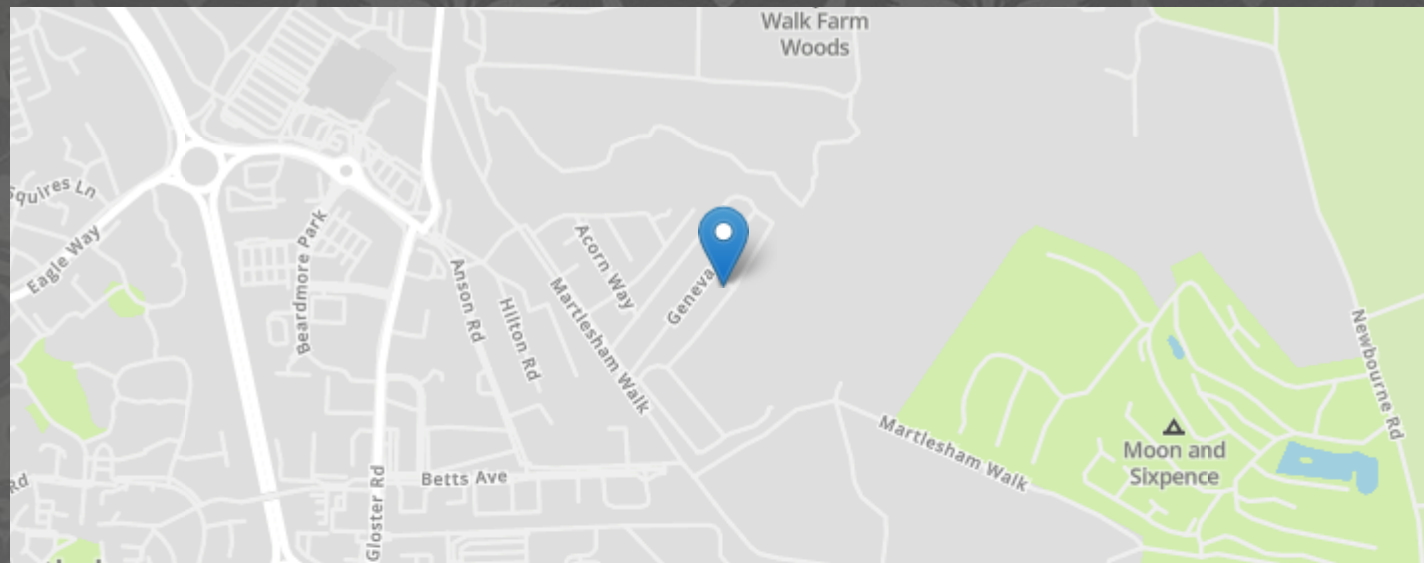 Walk Farm
Woods
Squires Ln
Eagle Way
Beardmore Park
Acorn Way
Anson Rd
Hilton Rd
Martlesham Walk
Geneva
Newbourne Rd
Martlesham Walk
Moon and
Sixpence
Betts Ave
Gloster Rd
Rd